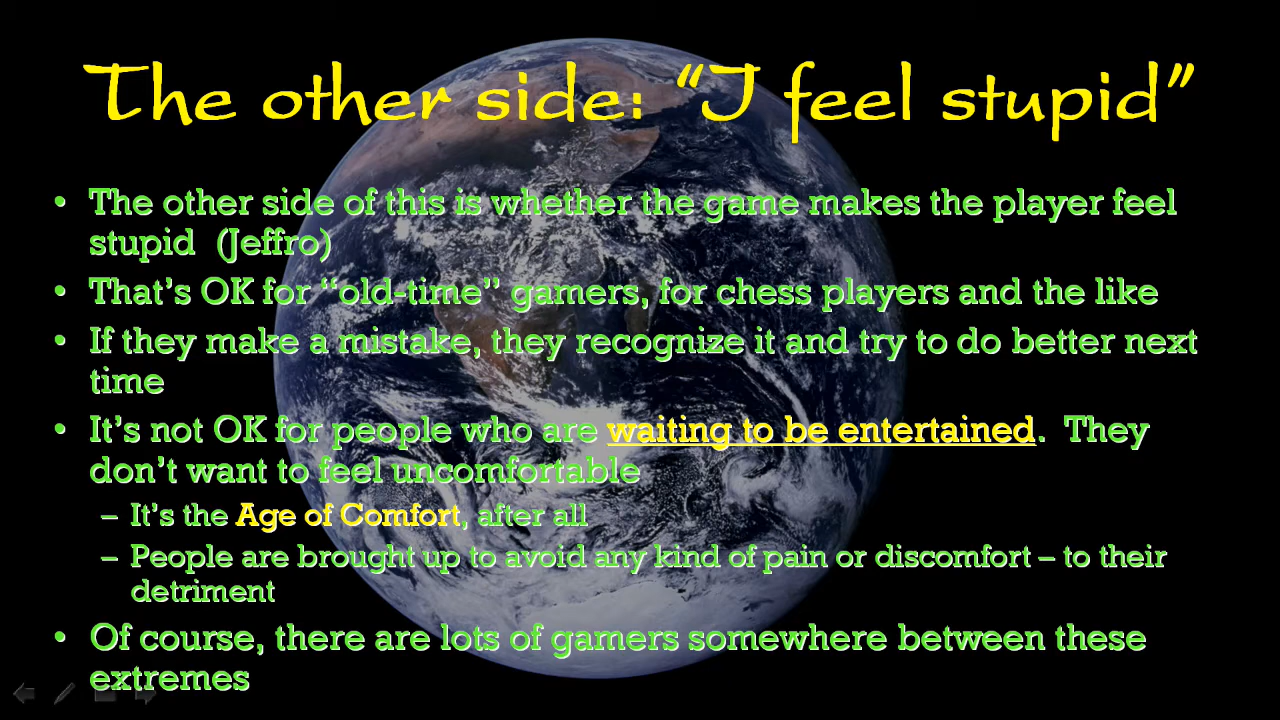 The other side: “I feel stupid”
• The other side of this is whether the game makes the player feel
stupid  (Jeffro)
• That’s OK for “old-time” gamers, for chess players and the like
• If they make a mistake, they recognize it and try to do better next
time
• It’s not OK for people who are waiting to be entertained.  They
don’t want to feel uncomfortable
– It’s the Age of Comfort, after all
– People are brought up to avoid any kind of pain or discomfort – to their
detriment
• Of course, there are lots of gamers somewhere between these
extremes